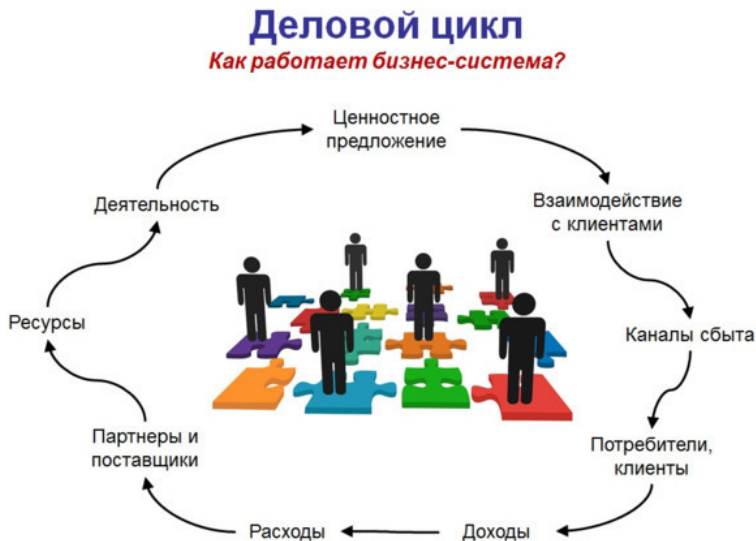 Деловой цикл
Как работает бизнес-система?
Ценностное
предложение
Взаимодействие
с клиентами
Каналы сбыта
Потребители,
клиенты
Доходы
Расходы
Партнеры и
поставщики
Ресурсы
Деятельность